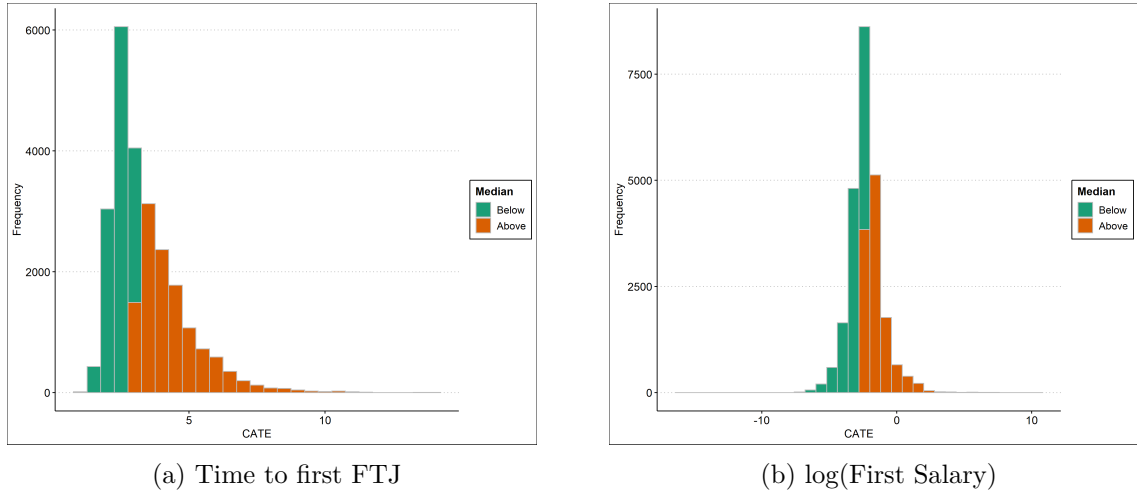 6000
4000
2000
0
Frequency
5
10
CATE
Median
Below
Above
(a) Time to first FTJ
7500
5000
2500
0
Frequency
-10
0
10
CATE
Median
Below
Above
(b) log(First Salary)